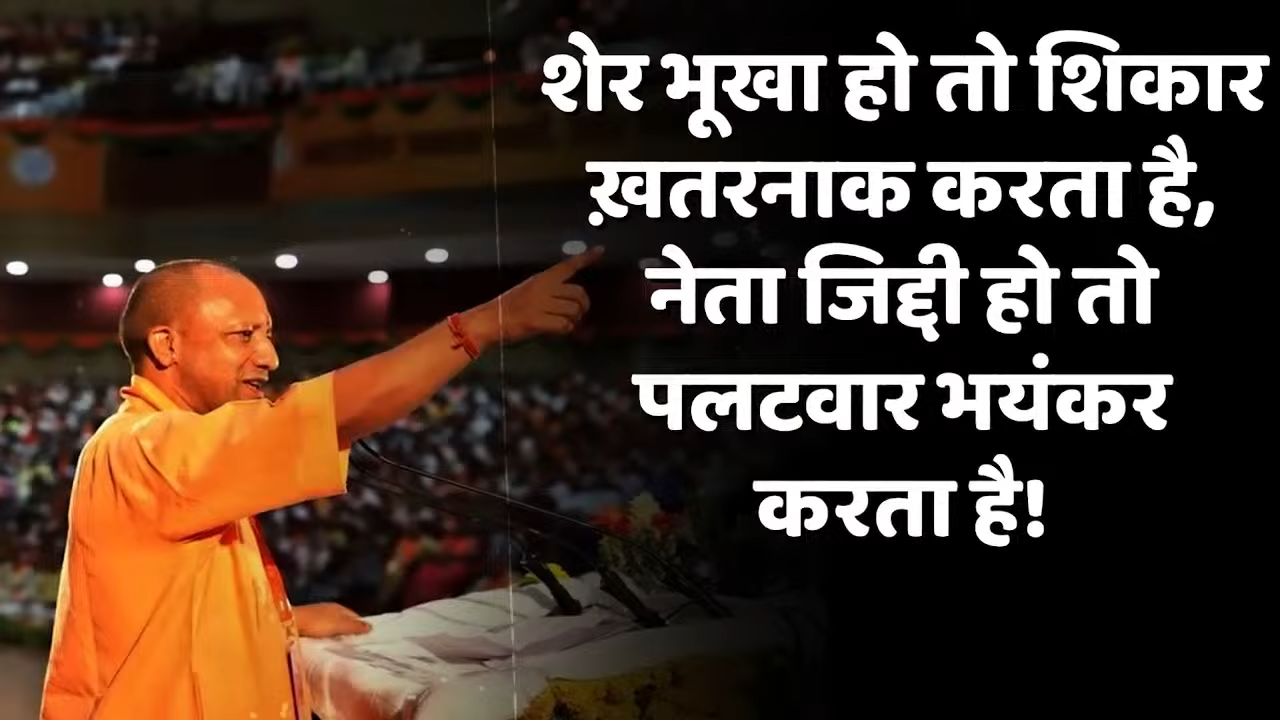 शेर भूखा हो तो शिकार
ख़तरनाक करता है,
नेता जिद्दी हो तो
पलटवार भयंकर
करता है!